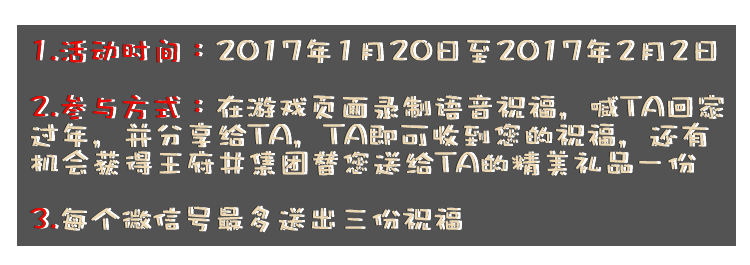 1.活动时间：2017年1月20日至2017年2月2日
2.参与方式：在游戏页面录制语音祝福，喊TA回家
过年，并分享给TA，TA即可收到您的祝福，还有
机会获得王府井集团替您送给TA的精美礼品一份
3.每个微信号最多送出三份祝福